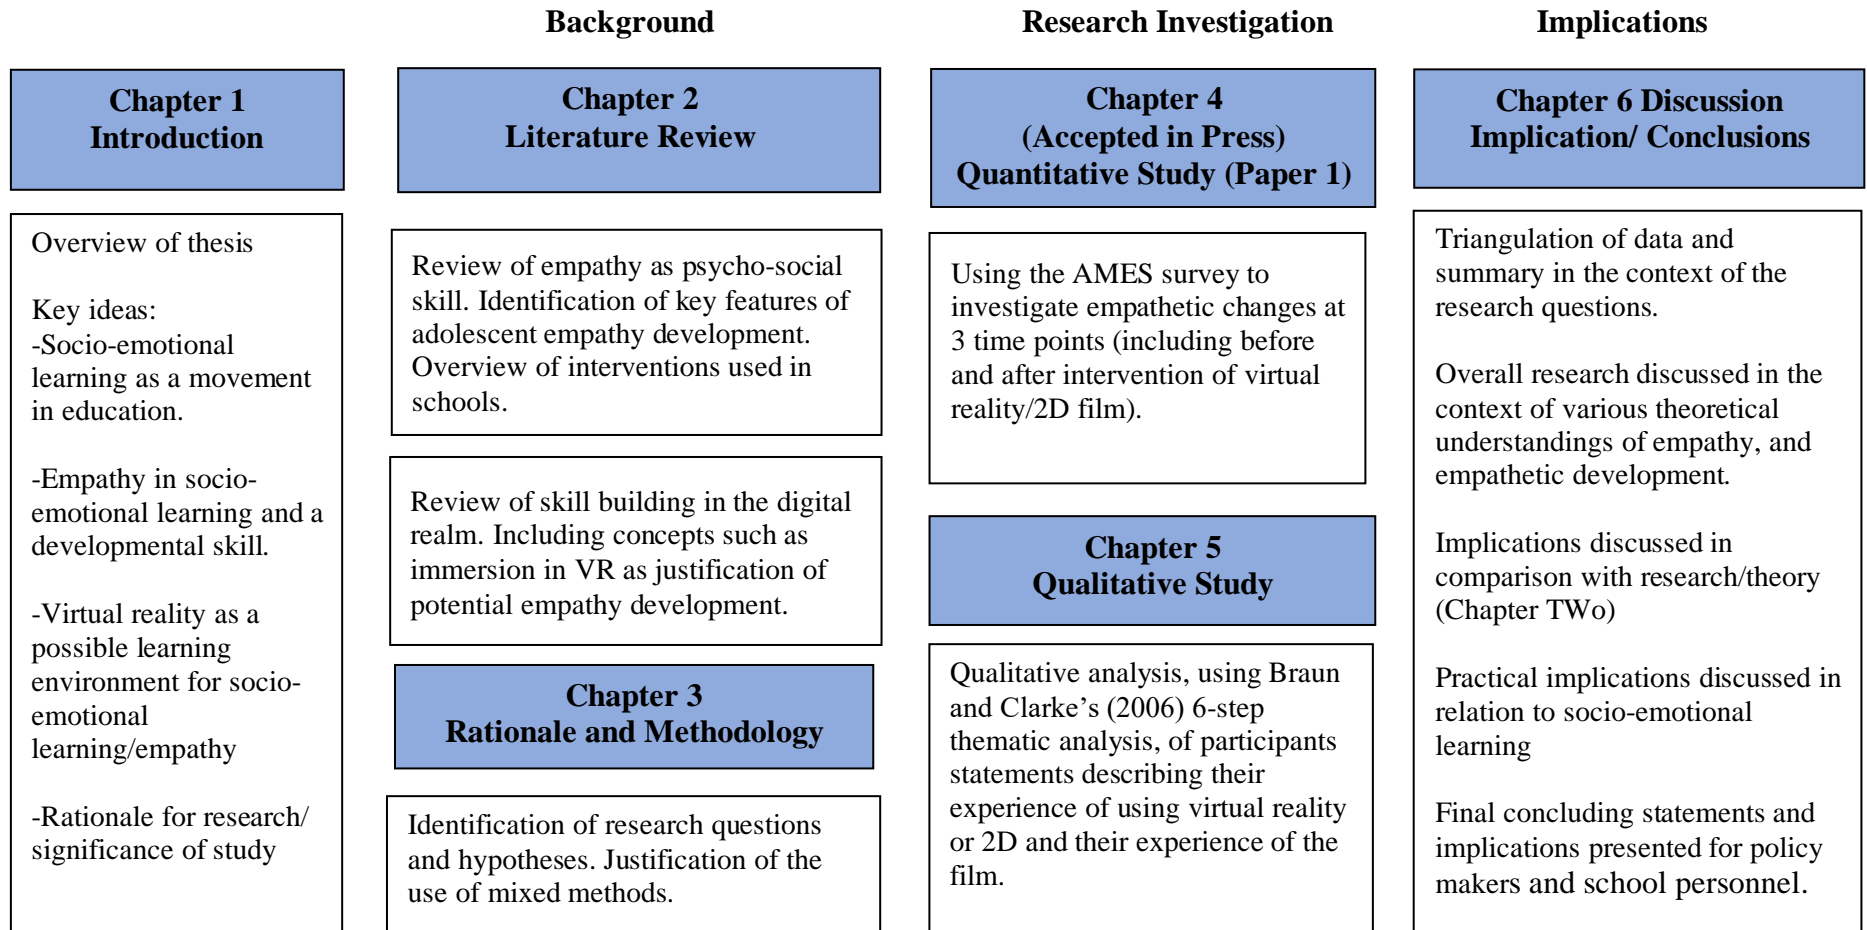 Background
Research Investigation
Implications
Chapter 1
Introduction
Overview of thesis
Key ideas:
-Socio-emotional
learning as a movement
in education.
-Empathy in socio-
emotional learning and a
developmental skill.
-Virtual reality as a
possible learning
environment for socio-
emotional
learning/empathy
-Rationale for research/
significance of study
Chapter 2
Literature Review
Review of empathy as psycho-social
skill. Identification of key features of
adolescent empathy development.
Overview of interventions used in
schools.
Review of skill building in the digital
realm. Including concepts such as
immersion in VR as justification of
potential empathy development.
Chapter 3
Rationale and Methodology
Identification of research questions
and hypotheses. Justification of the
use of mixed methods.
Chapter 4
(Accepted in Press)
Quantitative Study (Paper 1)
Using the AMES survey to
investigate empathetic changes at
3 time points (including before
and after intervention of virtual
reality/2D film).
Chapter 5
Qualitative Study
Qualitative analysis, using Braun
and Clarke’s (2006) 6-step
thematic analysis, of participants
statements describing their
experience of using virtual reality
or 2D and their experience of the
film.
Chapter 6 Discussion
Implication/ Conclusions
Triangulation of data and
summary in the context of the
research questions.
Overall research discussed in the
context of various theoretical
understandings of empathy, and
empathetic development.
Implications discussed in
comparison with research/theory
(Chapter TWo)
Practical implications discussed in
relation to socio-emotional
learning
Final concluding statements and
implications presented for policy
makers and school personnel.